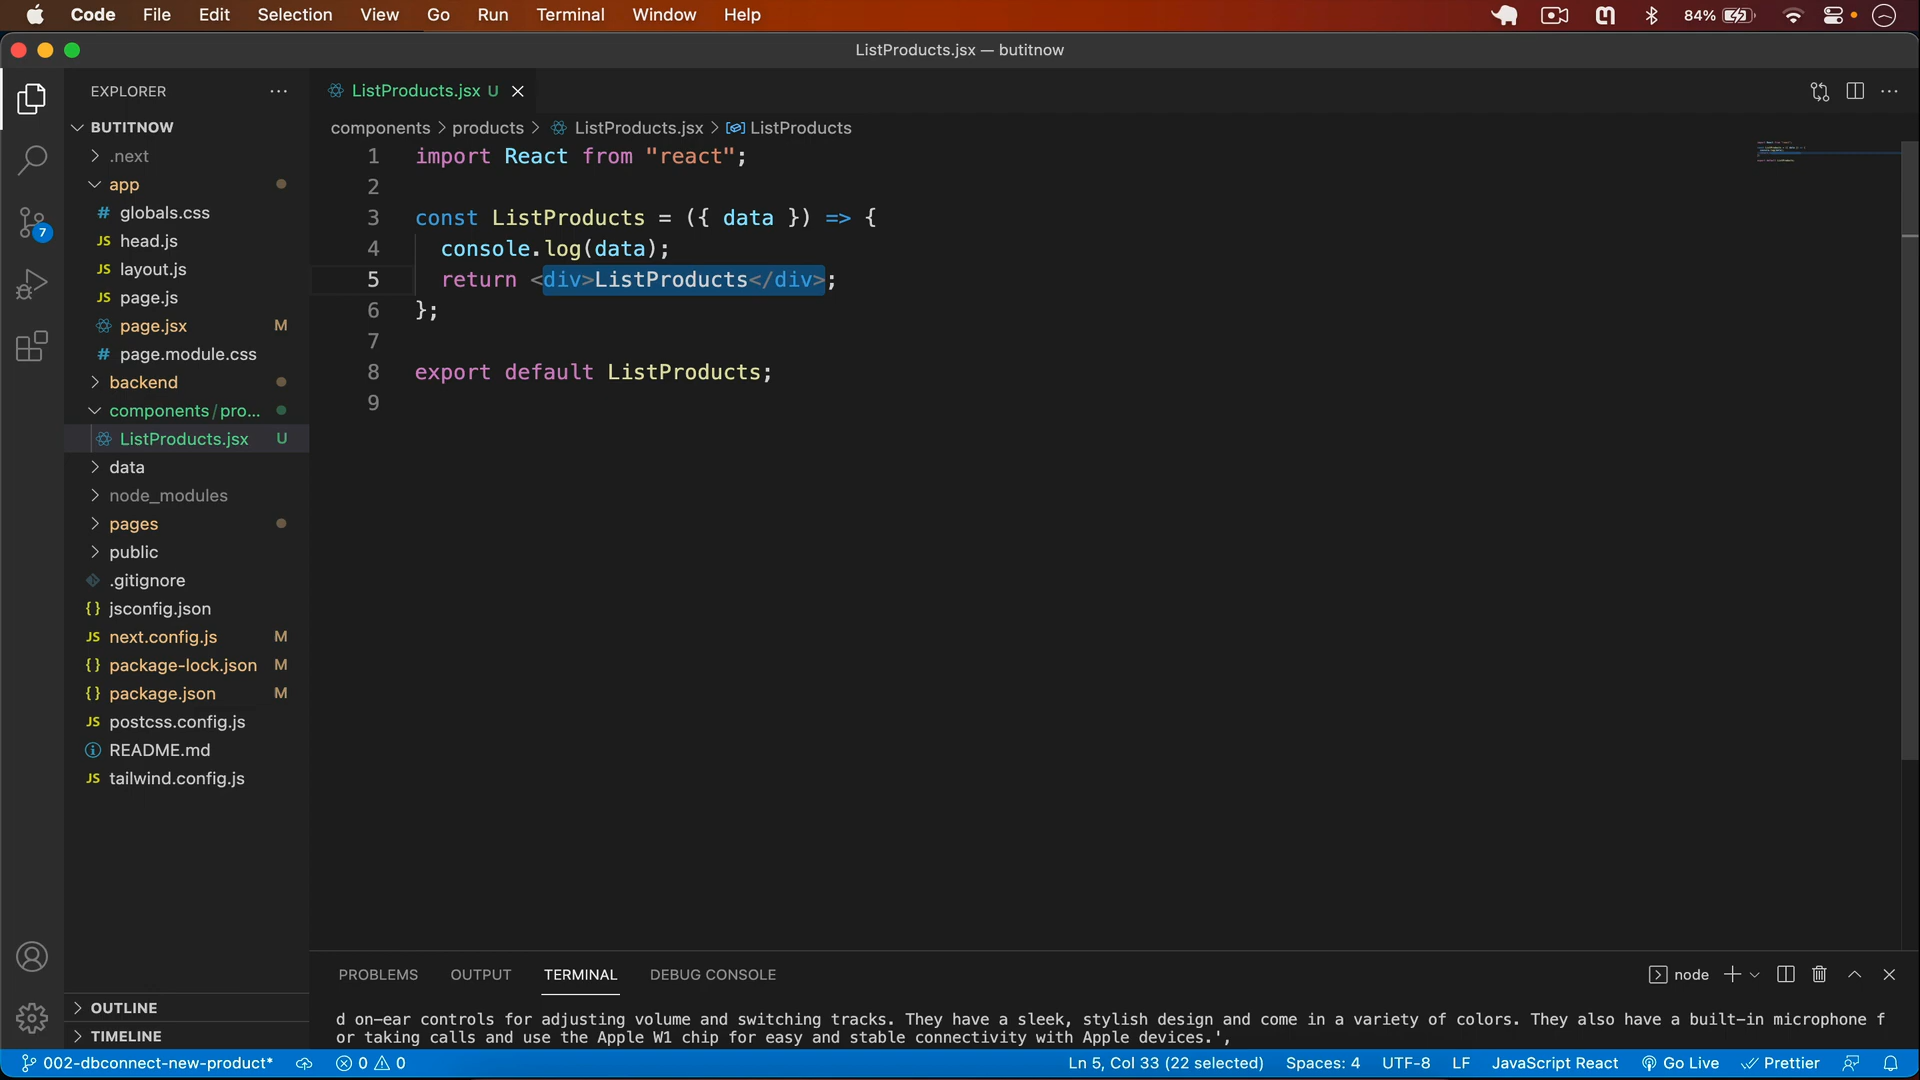 Code File Edit Selection View Go Run Terminal Window Help 84%
ListProducts.jsx — butitnow
EXPLORER
ListProducts.jsx U
BUTITNOW
components > products > ListProducts.jsx > ListProducts
.next
app
# globals.css
JS head.js
JS layout.js
JS page.js
page.jsx M
# page.module.css
backend
components/pro...
ListProducts.jsx U
data
node_modules
pages
public
.gitignore
{} jsconfig.json
JS next.config.js M
{} package-lock.json M
{} package.json M
JS postcss.config.js
README.md
JS tailwind.config.js
OUTLINE
TIMELINE
7
1 import React from "react";
2
3 const ListProducts = ({ data }) => {
4 console.log(data);
5 return <div>ListProducts</div>;
6 };
7
8 export default ListProducts;
9
PROBLEMS OUTPUT TERMINAL DEBUG CONSOLE node
d on-ear controls for adjusting volume and switching tracks. They have a sleek, stylish design and come in a variety of colors. They also have a built-in microphone f
or taking calls and use the Apple W1 chip for easy and stable connectivity with Apple devices.',
002-dbconnect-new-product* 0 0 Ln 5, Col 33 (22 selected) Spaces: 4 UTF-8 LF JavaScript React Go Live Prettier